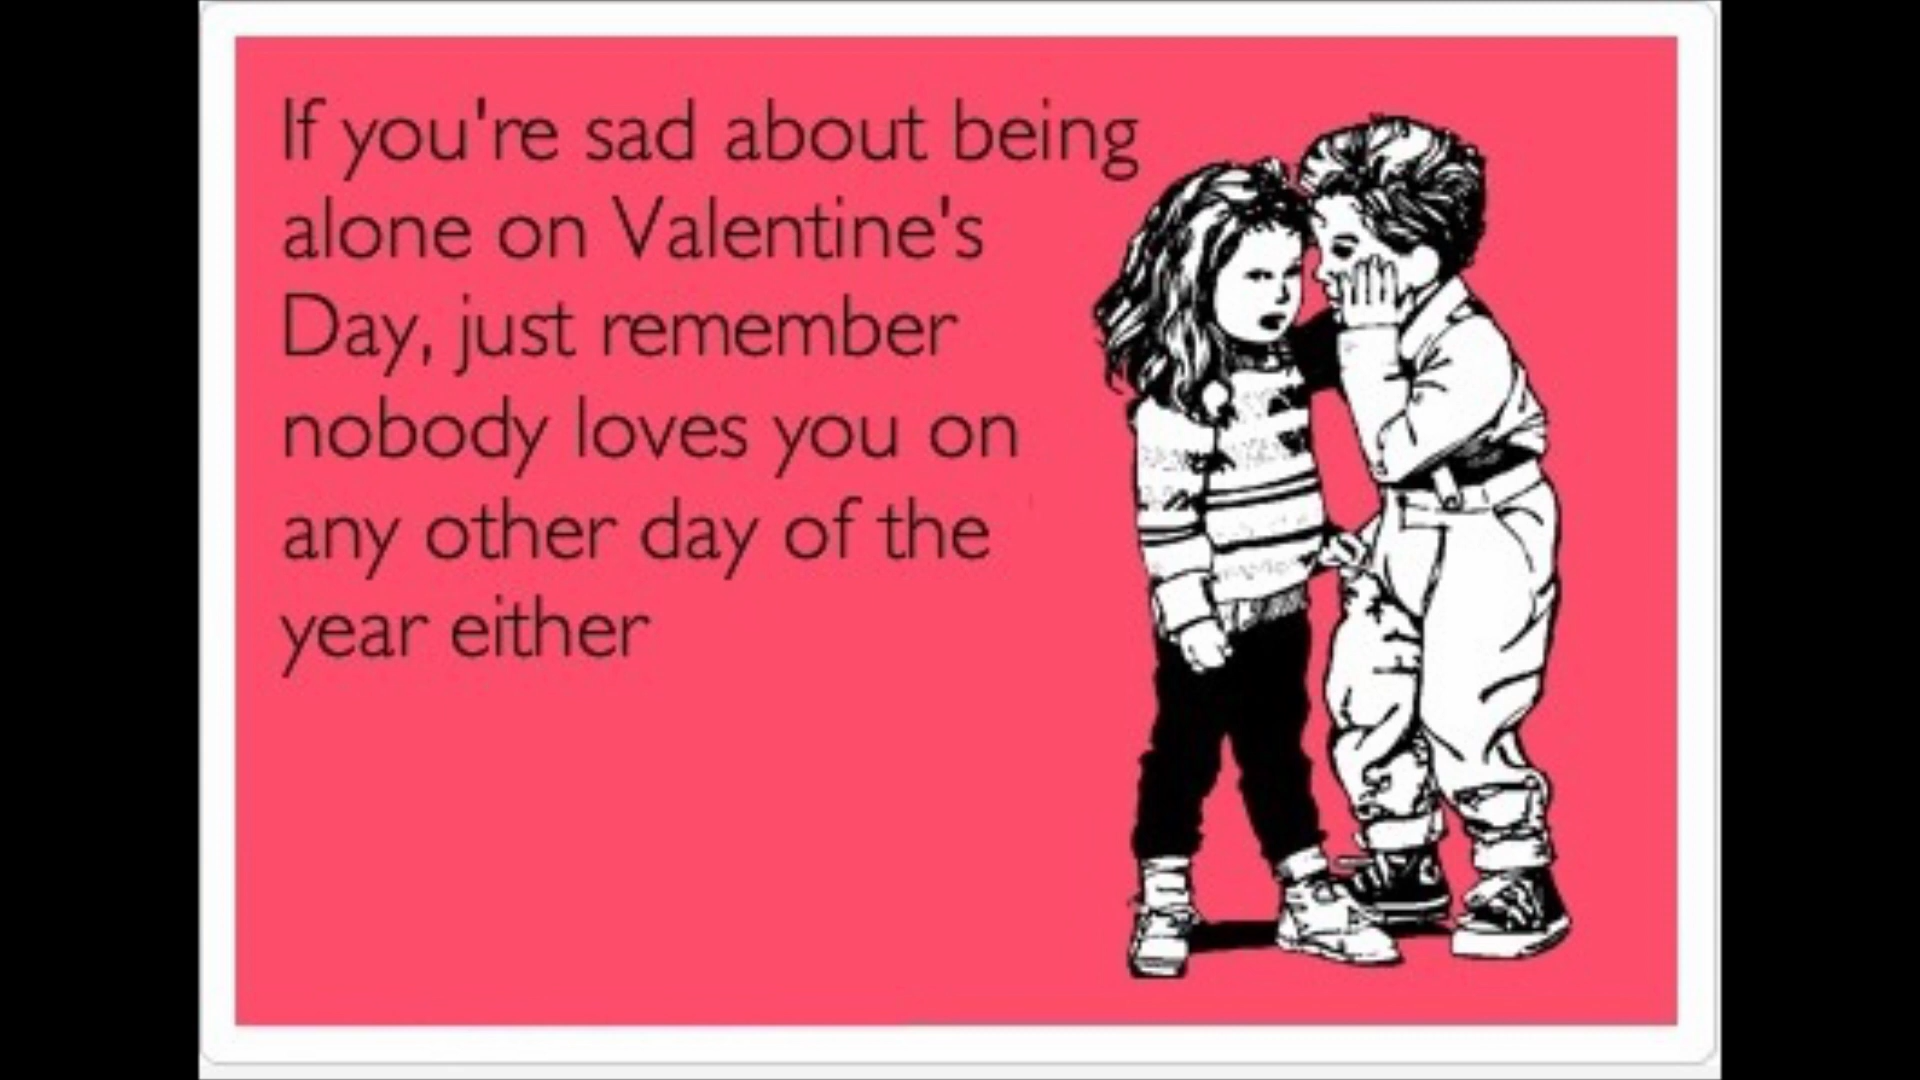 If you're sad about being
alone on Valentine's
Day, just remember
nobody loves you on
any other day of the
year either